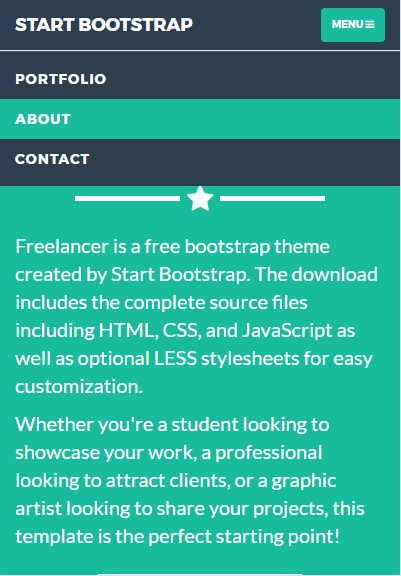 START BOOTSTRAP
MENU
PORTFOLIO
ABOUT
CONTACT
Freelancer is a free bootstrap theme
created by Start Bootstrap. The download
includes the complete source files
including HTML, CSS, and JavaScript as
well as optional LESS stylesheets for easy
customization.
Whether you're a student looking to
showcase your work, a professional
looking to attract clients, or a graphic
artist looking to share your projects, this
template is the perfect starting point!